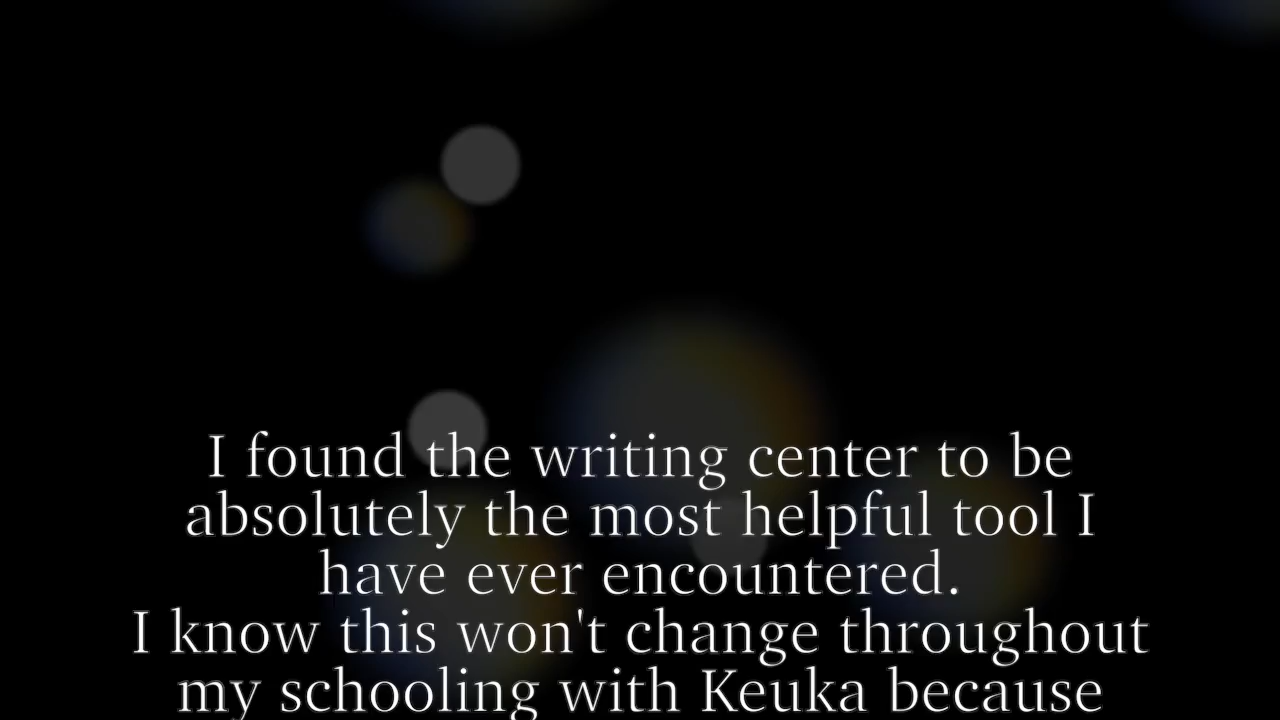 I found the writing center to be
absolutely the most helpful tool I
have ever encountered.
I know this won't change throughout
my schooling with Keuka because